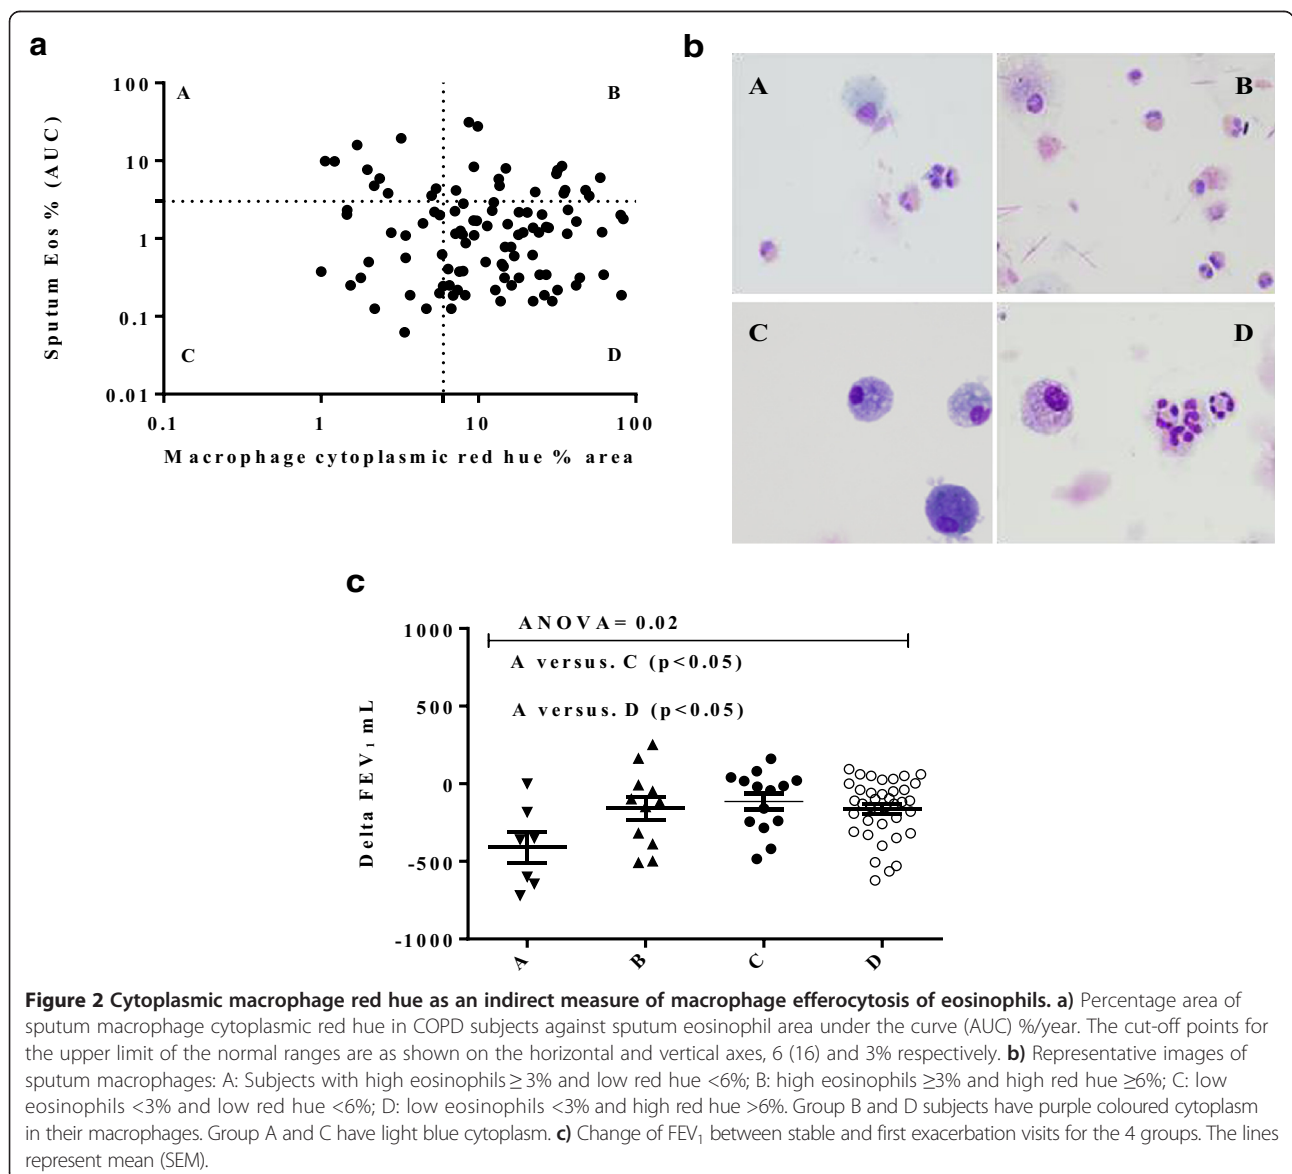 a
100
10
1
0.1
0.01
Sputum Eos % (AUC)
A
B
C
D
0.1
1
10
100
Macrophage cytoplasmic red hue % area
b
A
B
C
D
c
ANOVA= 0.02
A versus. C (p<0.05)
A versus. D (p<0.05)
1000
500
0
-500
-1000
Delta FEV₁ mL
A
B
C
D
Figure 2 Cytoplasmic macrophage red hue as an indirect measure of macrophage efferocytosis of eosinophils. a) Percentage area of
sputum macrophage cytoplasmic red hue in COPD subjects against sputum eosinophil area under the curve (AUC) %/year. The cut-off points for
the upper limit of the normal ranges are as shown on the horizontal and vertical axes, 6 (16) and 3% respectively. b) Representative images of
sputum macrophages: A: Subjects with high eosinophils ≥ 3% and low red hue <6%; B: high eosinophils ≥3% and high red hue ≥6%; C: low
eosinophils <3% and low red hue <6%; D: low eosinophils <3% and high red hue >6%. Group B and D subjects have purple coloured cytoplasm
in their macrophages. Group A and C have light blue cytoplasm. c) Change of FEV₁ between stable and first exacerbation visits for the 4 groups. The lines
represent mean (SEM).